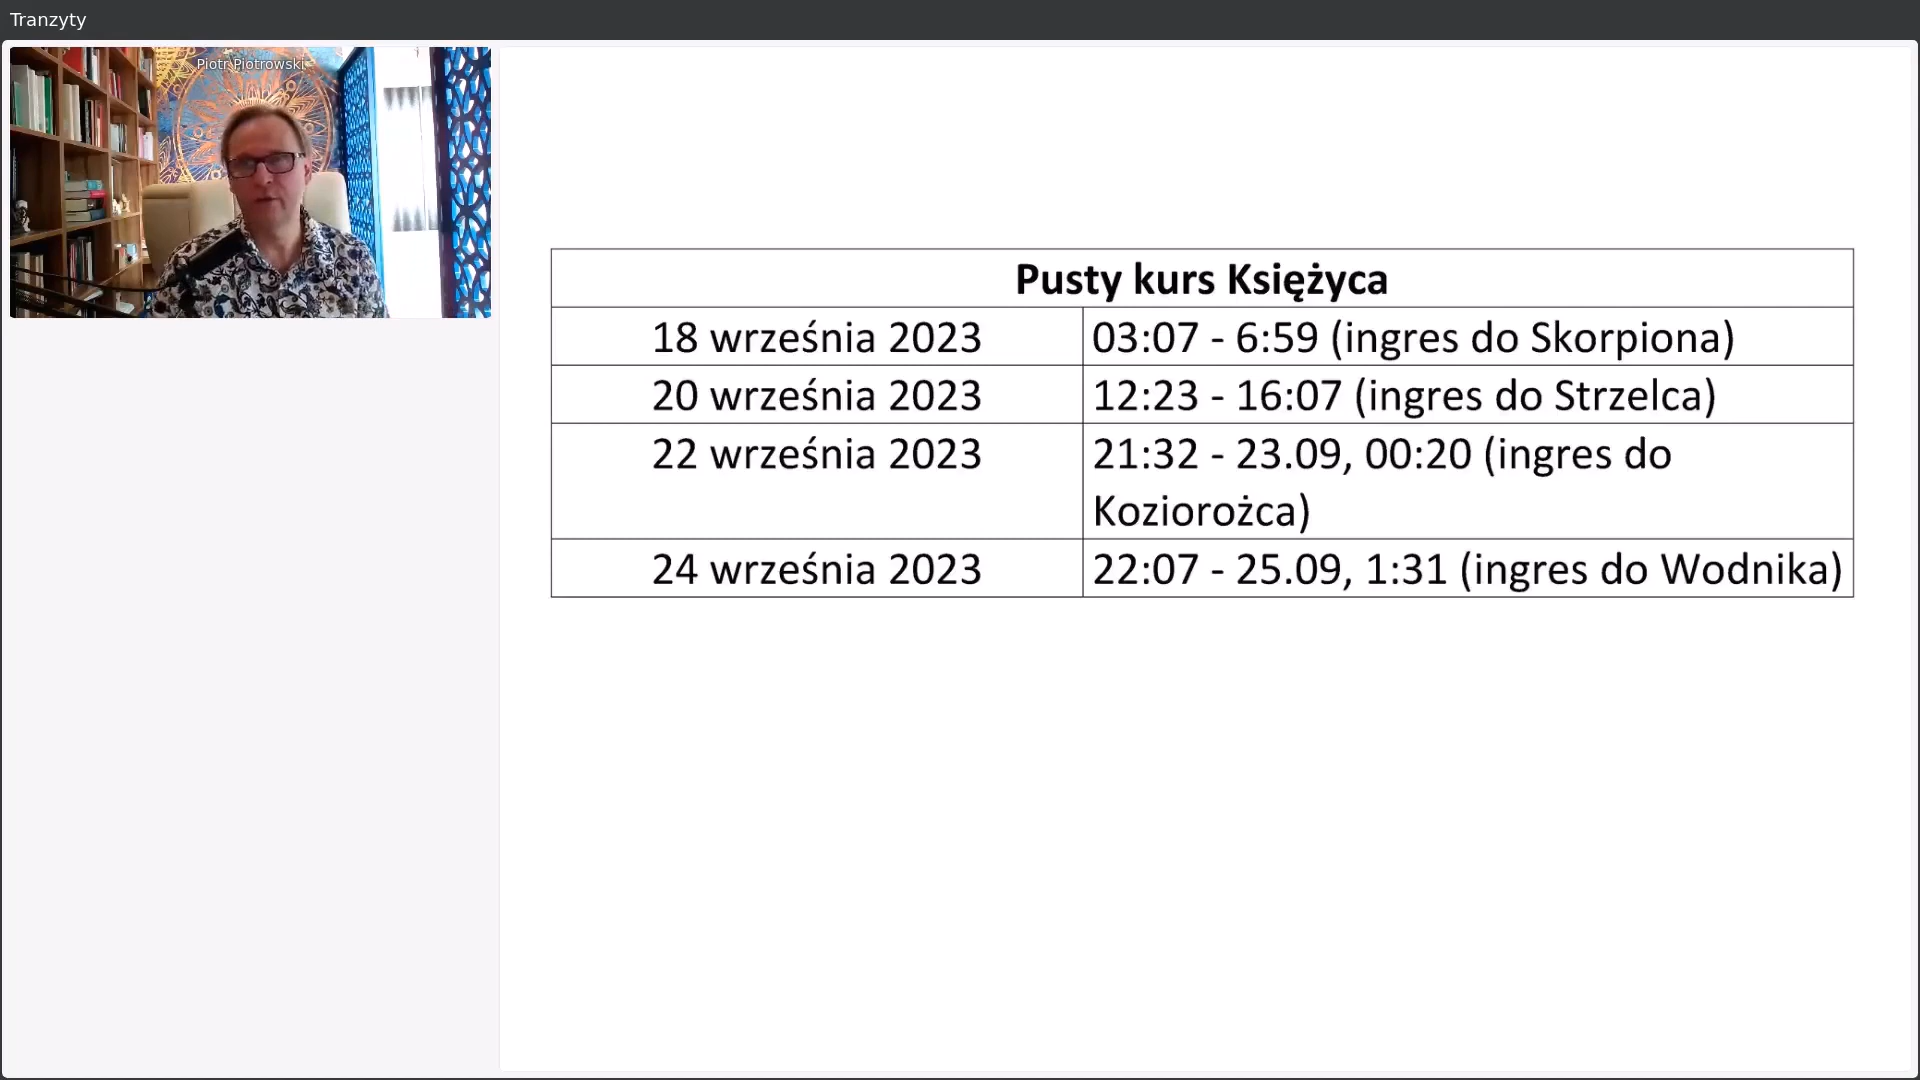 Tranzyty
Piotr Piotrowski
Pusty kurs Księżyca
18 września 2023
03:07 - 6:59 (ingres do Skorpiona)
20 września 2023
12:23 - 16:07 (ingres do Strzelca)
22 września 2023
21:32 - 23.09, 00:20 (ingres do
Koziorożca)
24 września 2023
22:07 - 25.09, 1:31 (ingres do Wodnika)